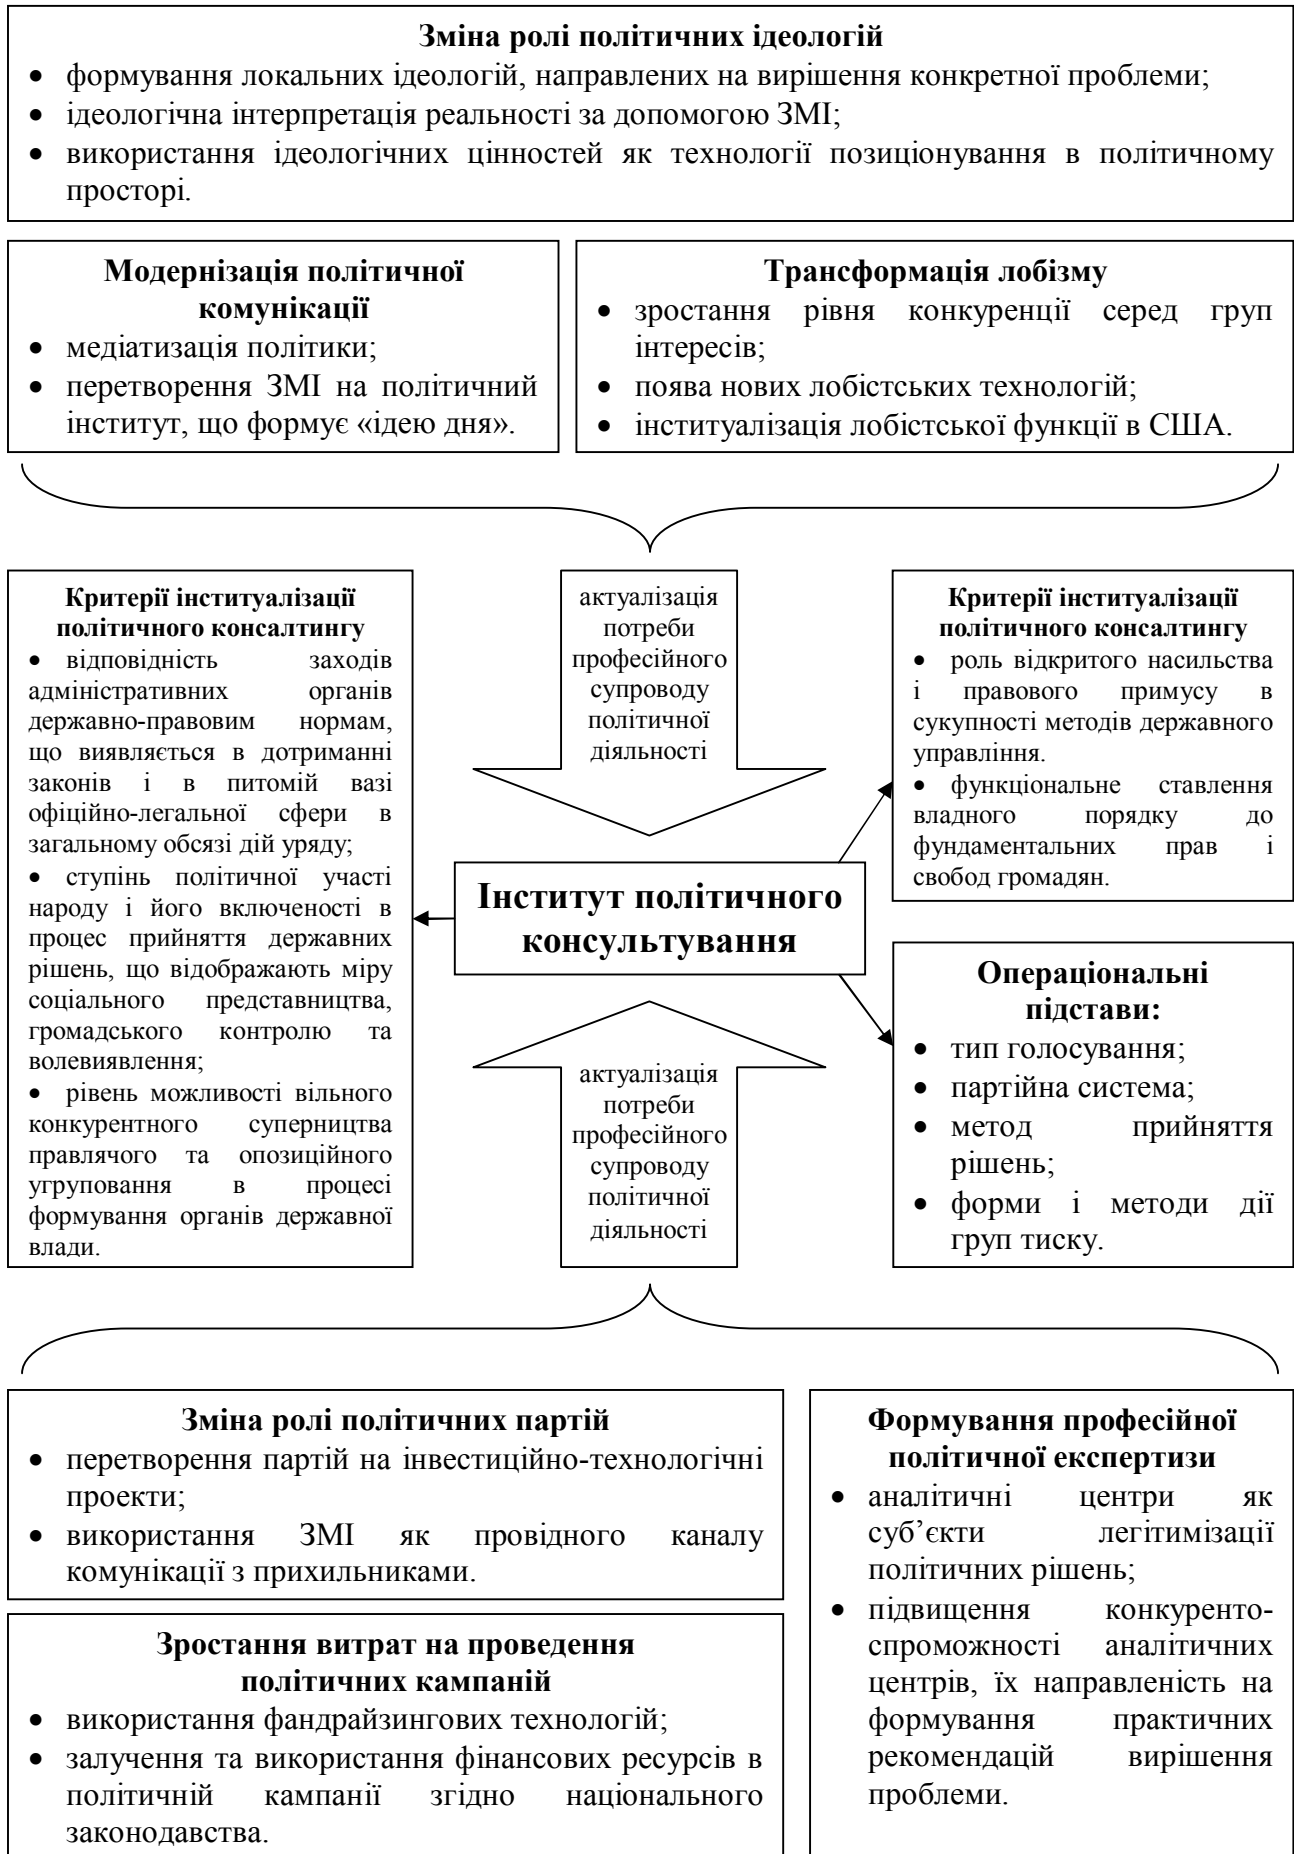 Зміна ролі політичних ідеологій
• формування локальних ідеологій, направлених на вирішення конкретної проблеми;
• ідеологічна інтерпретація реальності за допомогою ЗМІ;
• використання ідеологічних цінностей як технології позиціонування в політичному
просторі.
Модернізація політичної
комунікації
• медіатизація політики;
• перетворення ЗМІ на політичний
інститут, що формує «ідею дня».
Трансформація лобізму
• зростання рівня конкуренції серед груп
інтересів;
• поява нових лобістських технологій;
• інституалізація лобістської функції в США.
Критерії інституалізації
політичного консалтингу
• відповідність заходів
адміністративних органів
державно-правовим нормам,
що виявляється в дотриманні
законів і в питомій вазі
офіційно-легальної сфери в
загальному обсязі дій уряду;
• ступінь політичної участі
народу і його включеності в
процес прийняття державних
рішень, що відображають міру
соціального представництва,
громадського контролю та
волевиявлення;
• рівень можливості вільного
конкурентного суперництва
правлячого та опозиційного
угруповання в процесі
формування органів державної
влади.
актуалізація
потреби
професійного
супроводу
політичної
діяльності
Інститут політичного
консультування
актуалізація
потреби
професійного
супроводу
політичної
діяльності
Критерії інституалізації
політичного консалтингу
• роль відкритого насильства
і правового примусу в
сукупності методів державного
управління.
• функціональне ставлення
владного порядку до
фундаментальних прав і
свобод громадян.
Операціональні
підстави:
• тип голосування;
• партійна система;
• метод прийняття
рішень;
• форми і методи дії
груп тиску.
Зміна ролі політичних партій
• перетворення партій на інвестиційно-технологічні
проекти;
• використання ЗМІ як провідного каналу
комунікації з прихильниками.
Зростання витрат на проведення
політичних кампаній
• використання фандрайзингових технологій;
• залучення та використання фінансових ресурсів в
політичній кампанії згідно національного
законодавства.
Формування професійної
політичної експертизи
• аналітичні центри як
суб’єкти легітимізації
політичних рішень;
• підвищення конкуренто-
спроможності аналітичних
центрів, їх направленість на
формування практичних
рекомендацій вирішення
проблеми.